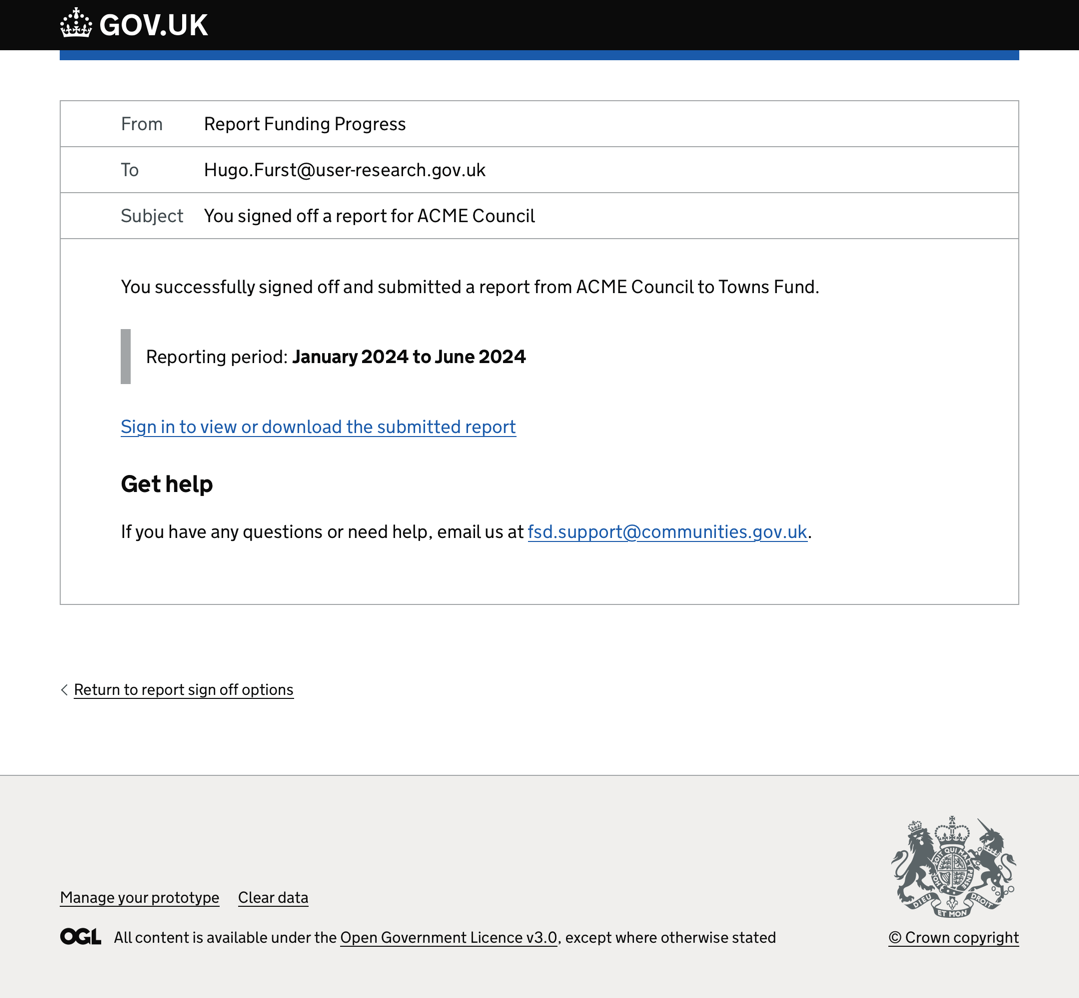 GOV.UK
From Report Funding Progress
To Hugo.Furst@user-research.gov.uk
Subject You signed off a report for ACME Council
You successfully signed off and submitted a report from ACME Council to Towns Fund.
Reporting period: January 2024 to June 2024
Sign in to view or download the submitted report
Get help
If you have any questions or need help, email us at fsd.support@communities.gov.uk.
Return to report sign off options
Manage your prototype Clear data
OGL All content is available under the Open Government Licence v3.0, except where otherwise stated
DIEU ET MON DROIT
© Crown copyright